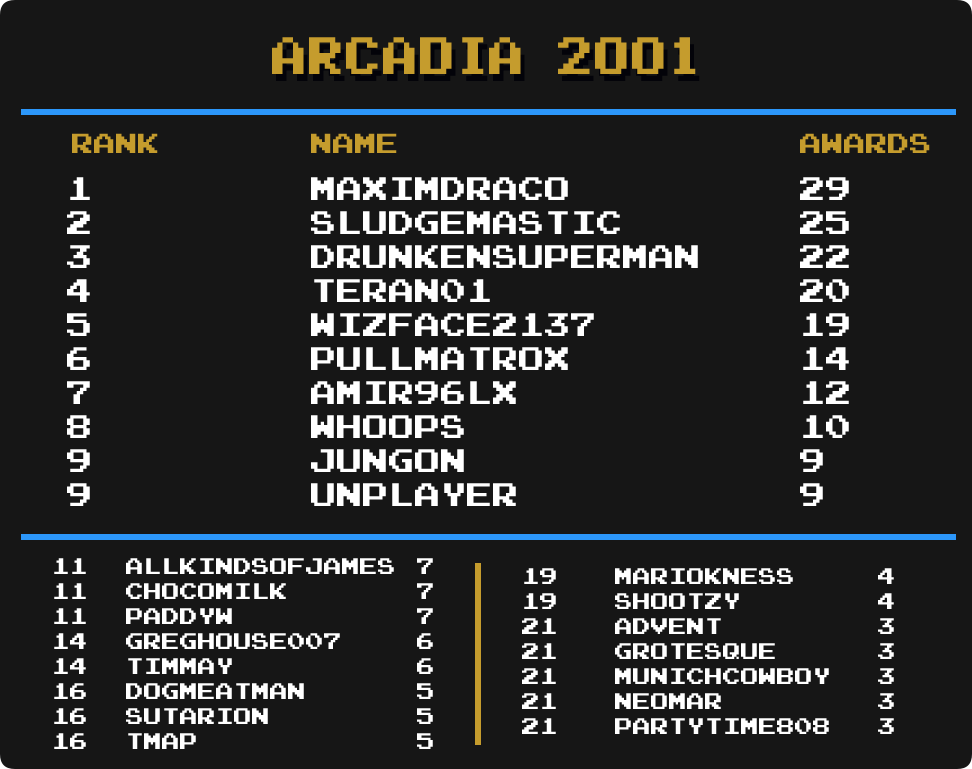 ARCADIA 2001
RANK NAME AWARDS
1 MAXIMDRACO 29
2 SLUDGEMASTIC 25
3 DRUNKENSUPERMAN 22
4 TERAN01 20
5 WIZFACE2137 19
6 PULLMATROX 14
7 AMIR96LX 12
8 WHOOPS 10
9 JUNGON 9
9 UNPLAYER 9
11 ALLKINDSOFJAMES 7
11 CHOCOMILK 7
11 PADDYW 7
14 GREGHOUSE007 6
14 TIMMAY 6
16 DOGMEATMAN 5
16 SUTARION 5
16 TMAP 5
19 MARIOKNESS 4
19 SHOOTZY 4
21 ADVENT 3
21 GROTESQUE 3
21 MUNICHCOWBOY 3
21 NEOMAR 3
21 PARTYTIME808 3